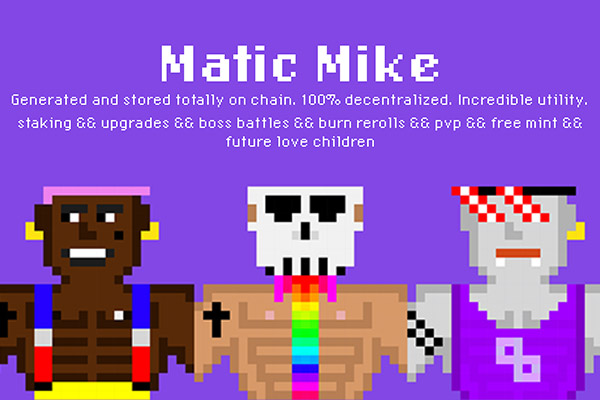 Matic Mike
Generated and stored totally on chain. 100% decentralized. Incredible utility.
staking && upgrades && boss battles && burn rerolls && pvp && free mint &&
future love children